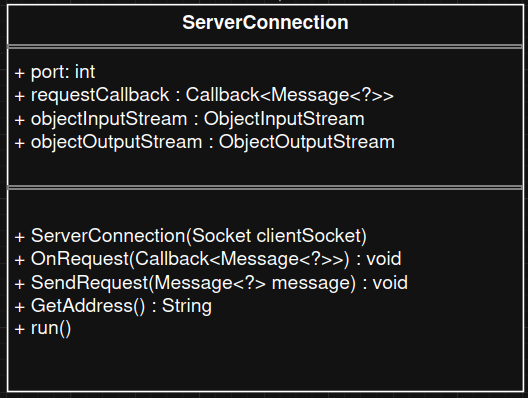 ServerConnection
+ port: int
+ requestCallback : Callback<Message<?>>
+ objectInputStream : ObjectInputStream
+ objectOutputStream : ObjectOutputStream
+ ServerConnection(Socket clientSocket)
+ OnRequest(Callback<Message<?>>) : void
+ SendRequest(Message<?> message) : void
+ GetAddress() : String
+ run()